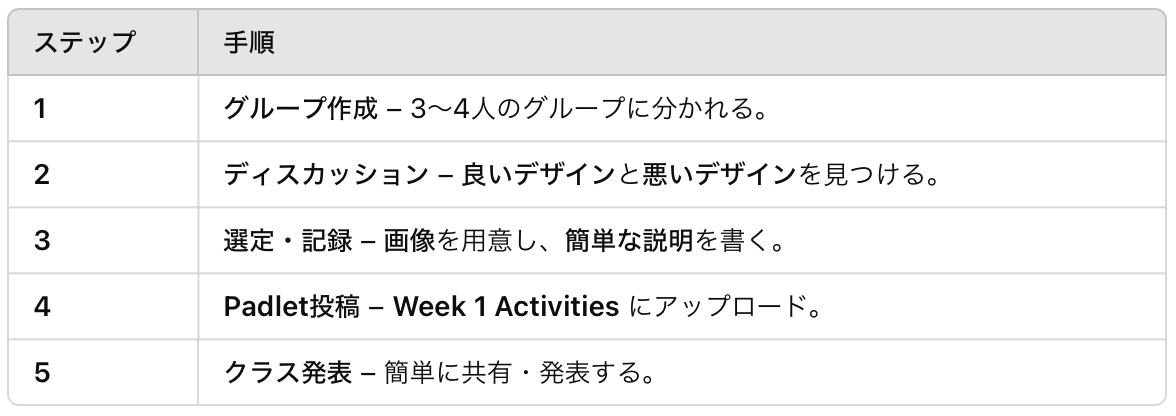 ステップ 手順
1 グループ作成 – 3〜4人のグループに分かれる。
2 ディスカッション – 良いデザインと悪いデザインを見つける。
3 選定・記録 – 画像を用意し、簡単な説明を書く。
4 Padlet投稿 – Week 1 Activities にアップロード。
5 クラス発表 – 簡単に共有・発表する。